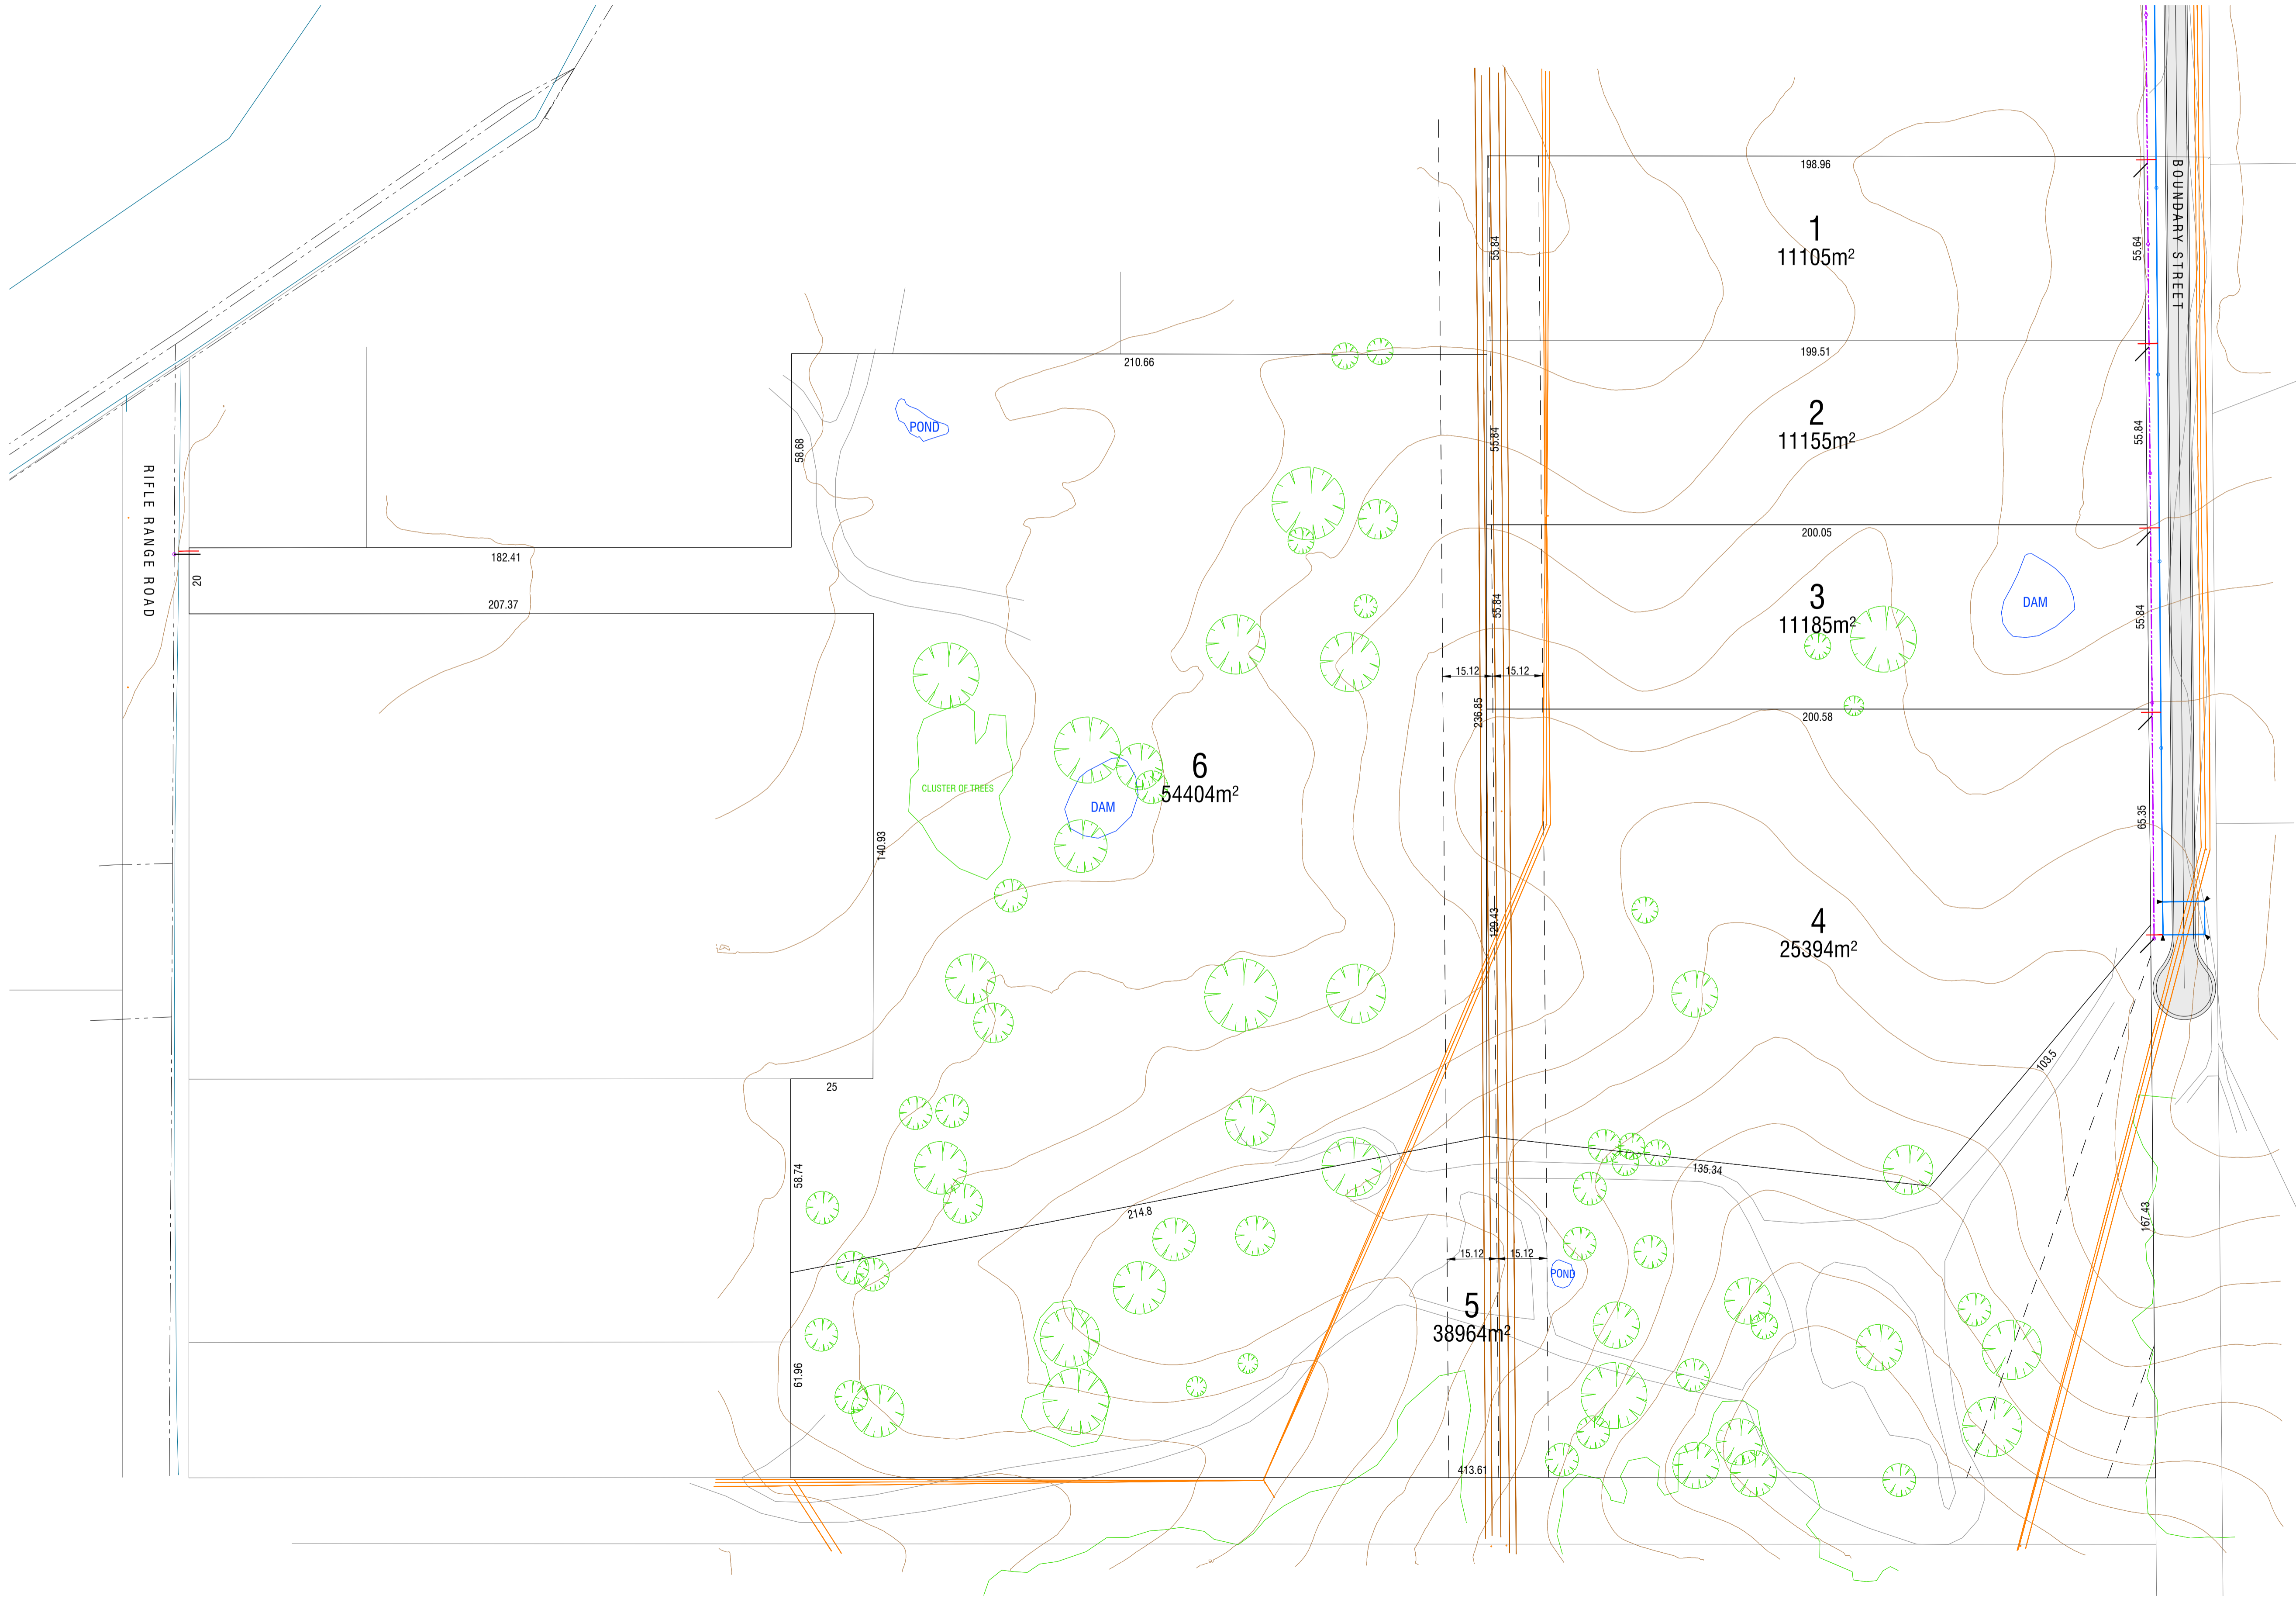 198.96
BOUNDARY STREET
1
11105m²
55.84
55.64
199.51
210.66
2
11155m²
POND
55.84
55.84
58.68
RIFLE RANGE ROAD
200.05
182.41
20
3
11185m²
DAM
207.37
55.84
55.84
15.12
15.12
236.85
200.58
6
54404m²
CLUSTER OF TREES
DAM
65.35
140.93
129.43
4
25394m²
103.5
25
58.74
135.34
214.8
167.43
15.12
15.12
POND
5
38964m²
61.96
413.61